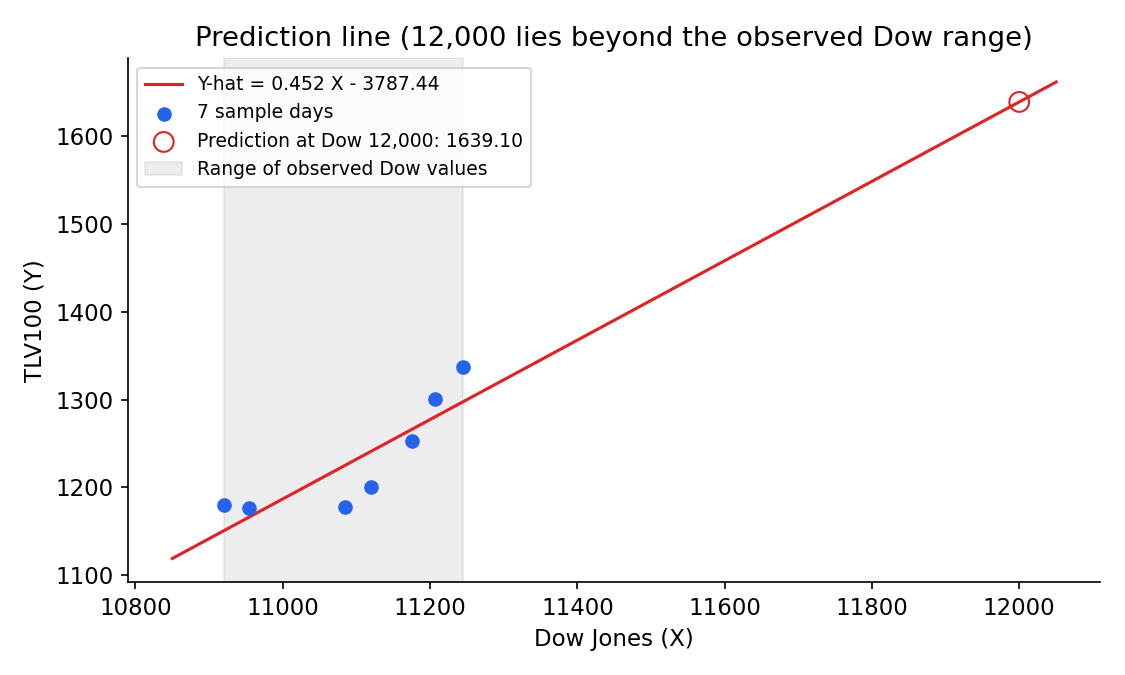 Prediction line (12,000 lies beyond the observed Dow range)
Y-hat = 0.452 X - 3787.44
7 sample days
Prediction at Dow 12,000: 1639.10
Range of observed Dow values
TLV100 (Y)
1600
1500
1400
1300
1200
1100
10800 11000 11200 11400 11600 11800 12000
Dow Jones (X)